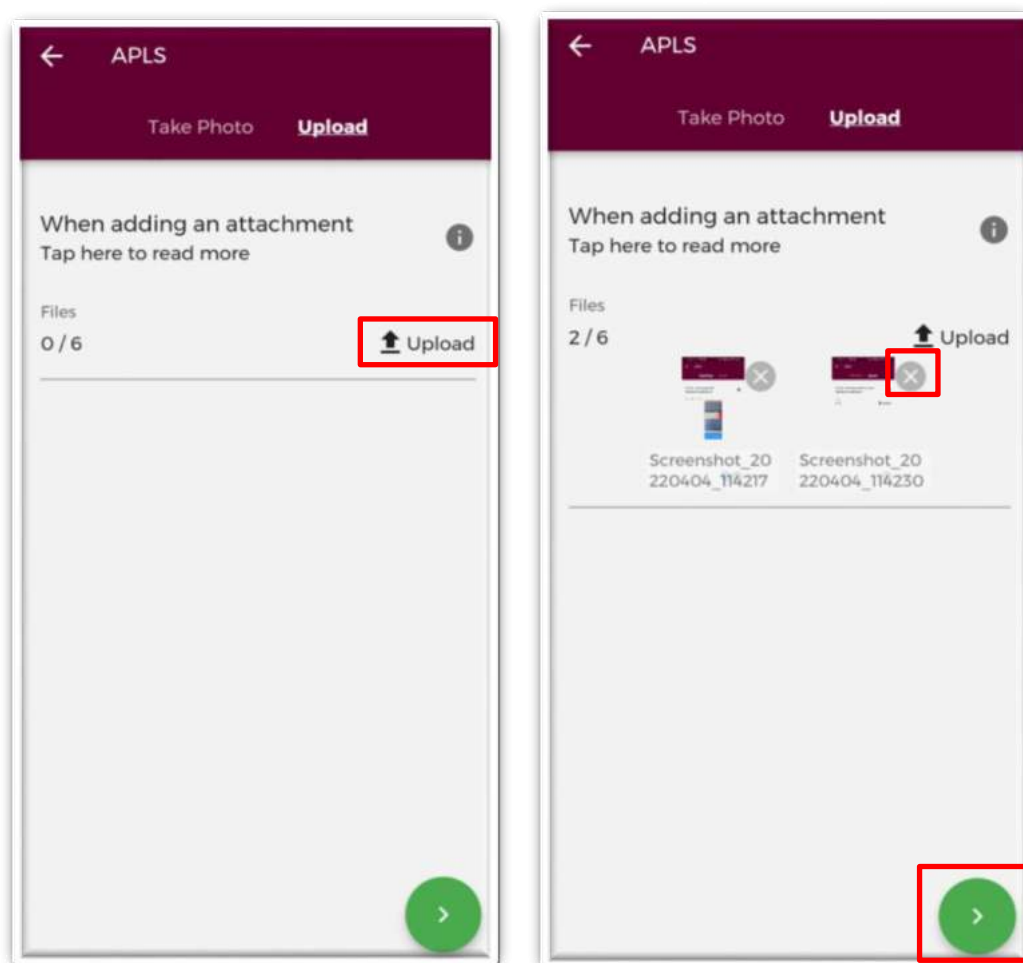 APLS
Take Photo Upload
When adding an attachment
Tap here to read more
Files
0 / 6
Upload
APLS
Take Photo Upload
When adding an attachment
Tap here to read more
Files
2 / 6
Upload
Screenshot_20
220404_114217
Screenshot_20
220404_114230